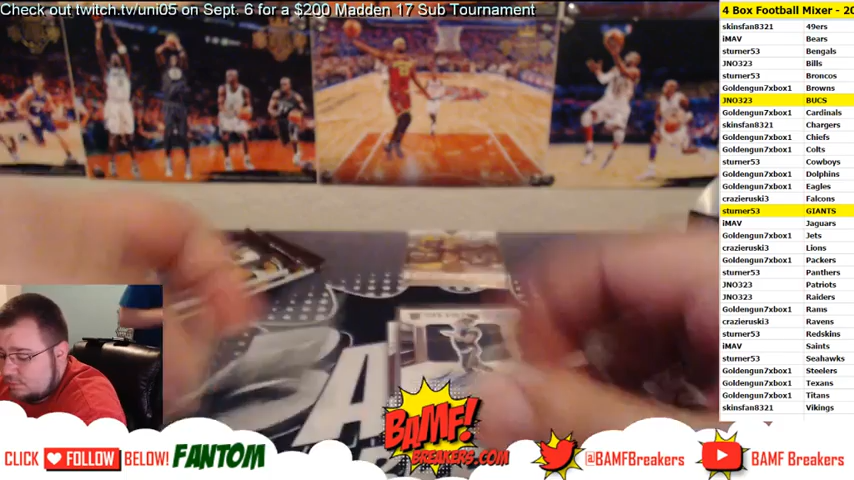 Check out twitch.tv/uni05 on Sept. 6 for a $200 Madden 17 Sub Tournament
4 Box Football Mixer - 20
skinsfan8321 49ers
iMAV Bears
sturner53 Bengals
JNO323 Bills
sturner53 Broncos
Goldengun7xbox1 Browns
JNO323 BUCS
Goldengun7xbox1 Cardinals
skinsfan8321 Chargers
Goldengun7xbox1 Chiefs
Goldengun7xbox1 Colts
sturner53 Cowboys
Goldengun7xbox1 Dolphins
Goldengun7xbox1 Eagles
crazieruski3 Falcons
sturner53 GIANTS
iMAV Jaguars
Goldengun7xbox1 Jets
crazieruski3 Lions
Goldengun7xbox1 Packers
sturner53 Panthers
JNO323 Patriots
JNO323 Raiders
Goldengun7xbox1 Rams
crazieruski3 Ravens
sturner53 Redskins
iMAV Saints
sturner53 Seahawks
Goldengun7xbox1 Steelers
Goldengun7xbox1 Texans
Goldengun7xbox1 Titans
skinsfan8321 Vikings
A
BAMF!
BREAKERS.COM
CLICK FOLLOW BELOW! FANTOM
@BAMFBreakers
BAMF Breakers